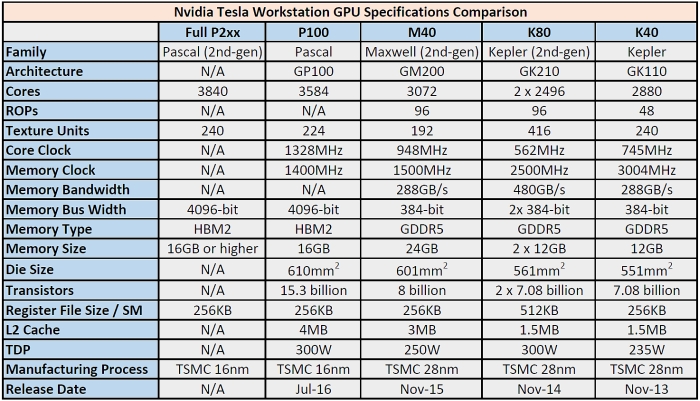 Nvidia Tesla Workstation GPU Specifications Comparison
Full P2xx P100 M40 K80 K40
Family Pascal (2nd-gen) Pascal Maxwell (2nd-gen) Kepler (2nd-gen) Kepler
Architecture N/A GP100 GM200 GK210 GK110
Cores 3840 3584 3072 2 x 2496 2880
ROPs N/A N/A 96 96 48
Texture Units 240 224 192 416 240
Core Clock N/A 1328MHz 948MHz 562MHz 745MHz
Memory Clock N/A 1400MHz 1500MHz 2500MHz 3004MHz
Memory Bandwidth N/A N/A 288GB/s 480GB/s 288GB/s
Memory Bus Width 4096-bit 4096-bit 384-bit 2x 384-bit 384-bit
Memory Type HBM2 HBM2 GDDR5 GDDR5 GDDR5
Memory Size 16GB or higher 16GB 24GB 2 x 12GB 12GB
Die Size N/A 610mm² 601mm² 561mm² 551mm²
Transistors N/A 15.3 billion 8 billion 2 x 7.08 billion 7.08 billion
Register File Size / SM 256KB 256KB 256KB 512KB 256KB
L2 Cache N/A 4MB 3MB 1.5MB 1.5MB
TDP N/A 300W 250W 300W 235W
Manufacturing Process TSMC 16nm TSMC 16nm TSMC 28nm TSMC 28nm TSMC 28nm
Release Date N/A Jul-16 Nov-15 Nov-14 Nov-13